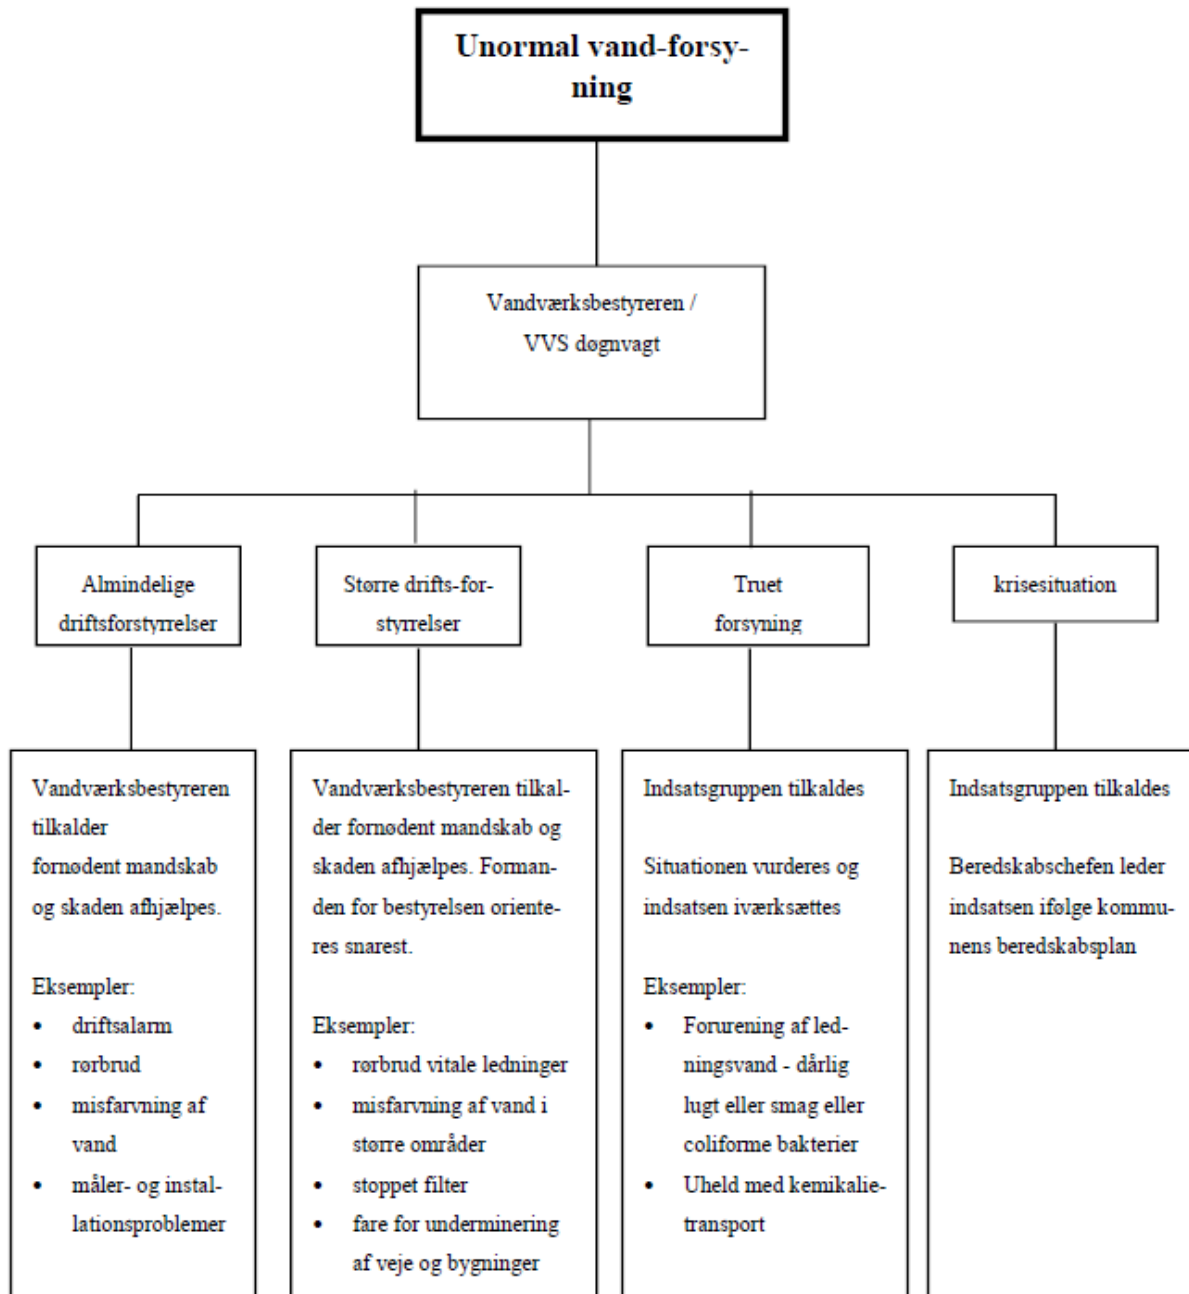 Unormal vand-forsy-
ning
Vandværksbestyreren /
VVS døgnvagt
Almindelige
driftsforstyrrelser
Større drifts-for-
styrrelser
Truet
forsyning
krisesituation
Vandværksbestyreren
tilkalder
fornødent mandskab
og skaden afhjælpes.
Eksempler:
• driftsalarm
• rørbrud
• misfarvning af
vand
• måler- og instal-
lationsproblemer
Vandværksbestyreren tilkal-
der fornødent mandskab og
skaden afhjælpes. Forman-
den for bestyrelsen oriente-
res snarest.
Eksempler:
• rørbrud vitale ledninger
• misfarvning af vand i
større områder
• stoppet filter
• fare for underminering
af veje og bygninger
Indsatsgruppen tilkaldes
Situationen vurderes og
indsatsen iværksættes
Eksempler:
• Forurening af led-
ningsvand - dårlig
lugt eller smag eller
coliforme bakterier
• Uheld med kemikalie-
transport
Indsatsgruppen tilkaldes
Beredskabschefen leder
indsatsen ifølge kommu-
nens beredskabsplan